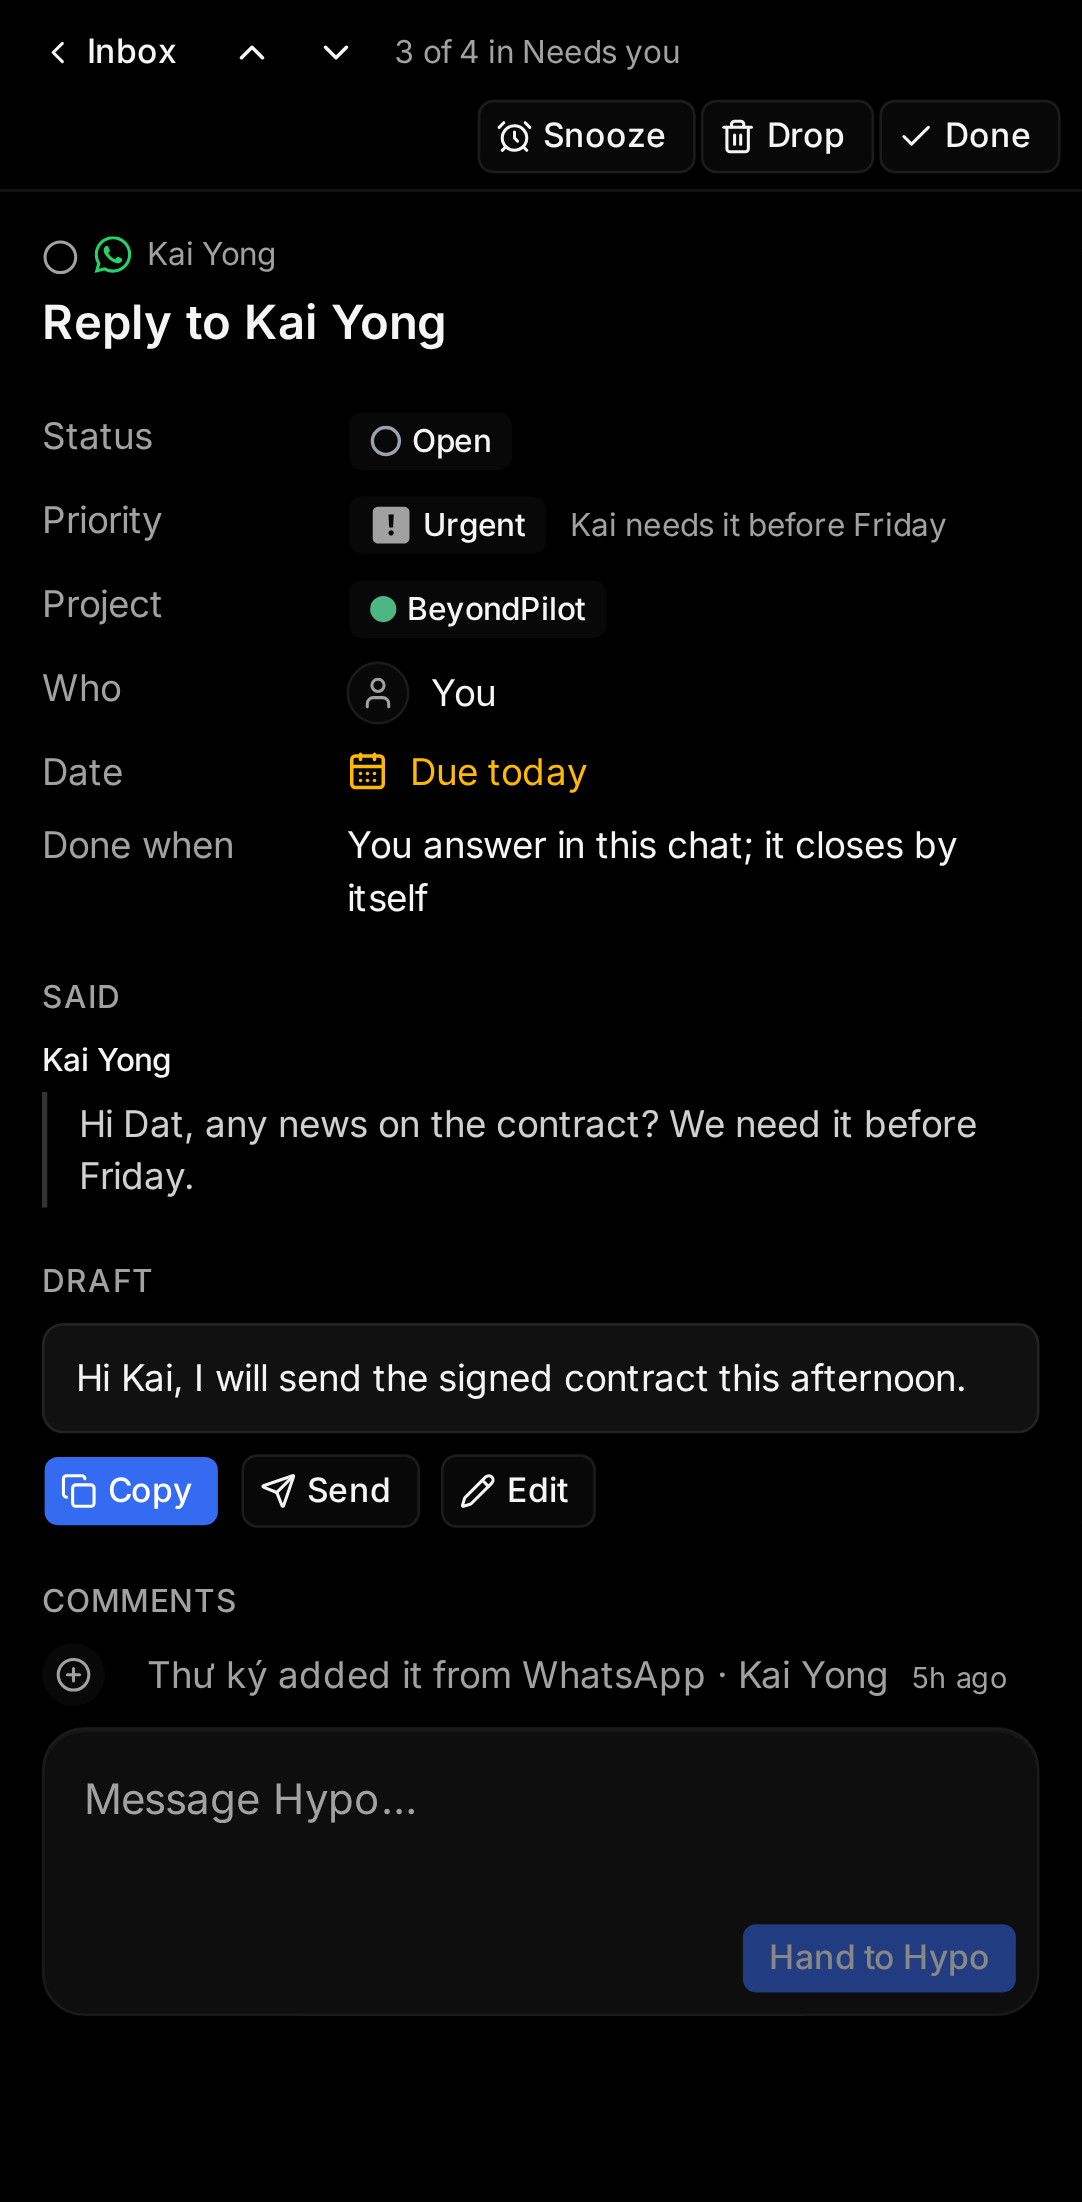 Inbox 3 of 4 in Needs you
Snooze Drop Done
Kai Yong
Reply to Kai Yong
Status Open
Priority Urgent Kai needs it before Friday
Project BeyondPilot
Who You
Date Due today
Done when You answer in this chat; it closes by
itself
SAID
Kai Yong
Hi Dat, any news on the contract? We need it before
Friday.
DRAFT
Hi Kai, I will send the signed contract this afternoon.
Copy Send Edit
COMMENTS
Thư ký added it from WhatsApp · Kai Yong 5h ago
Message Hypo...
Hand to Hypo